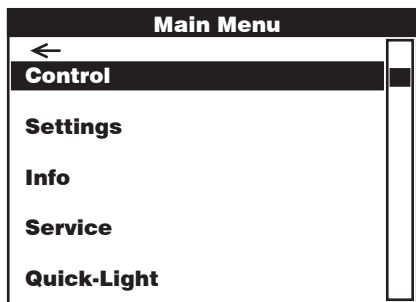 Main Menu
Control
Settings
Info
Service
Quick-Light